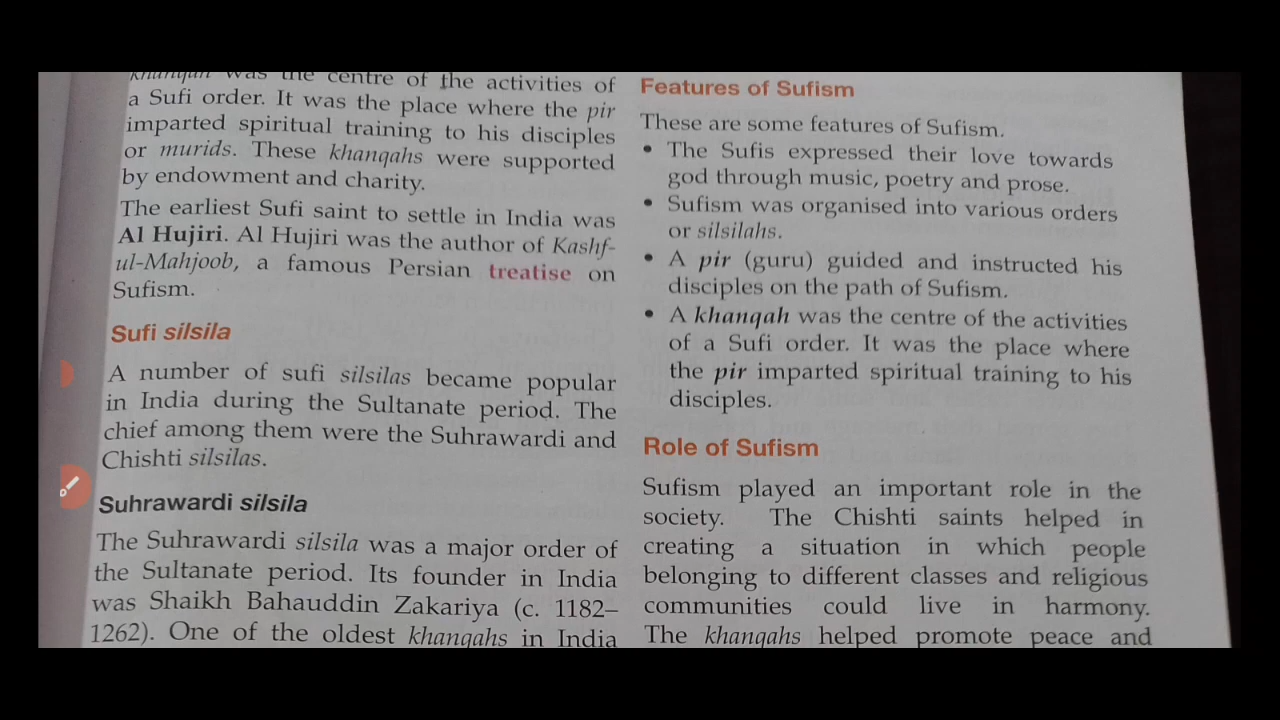 khanqah was the centre of the activities of
a Sufi order. It was the place where the pir
imparted spiritual training to his disciples
or murids. These khanqahs were supported
by endowment and charity.
The earliest Sufi saint to settle in India was
Al Hujiri. Al Hujiri was the author of Kashf-
ul-Mahjoob, a famous Persian treatise on
Sufism.
Sufi silsila
A number of sufi silsilas became popular
in India during the Sultanate period. The
chief among them were the Suhrawardi and
Chishti silsilas.
Suhrawardi silsila
The Suhrawardi silsila was a major order of
the Sultanate period. Its founder in India
was Shaikh Bahauddin Zakariya (c. 1182–
1262). One of the oldest khanqahs in India
Features of Sufism
These are some features of Sufism.
• The Sufis expressed their love towards
god through music, poetry and prose.
• Sufism was organised into various orders
or silsilahs.
• A pir (guru) guided and instructed his
disciples on the path of Sufism.
• A khanqah was the centre of the activities
of a Sufi order. It was the place where
the pir imparted spiritual training to his
disciples.
Role of Sufism
Sufism played an important role in the
society. The Chishti saints helped in
creating a situation in which people
belonging to different classes and religious
communities could live in harmony.
The khanqahs helped promote peace and